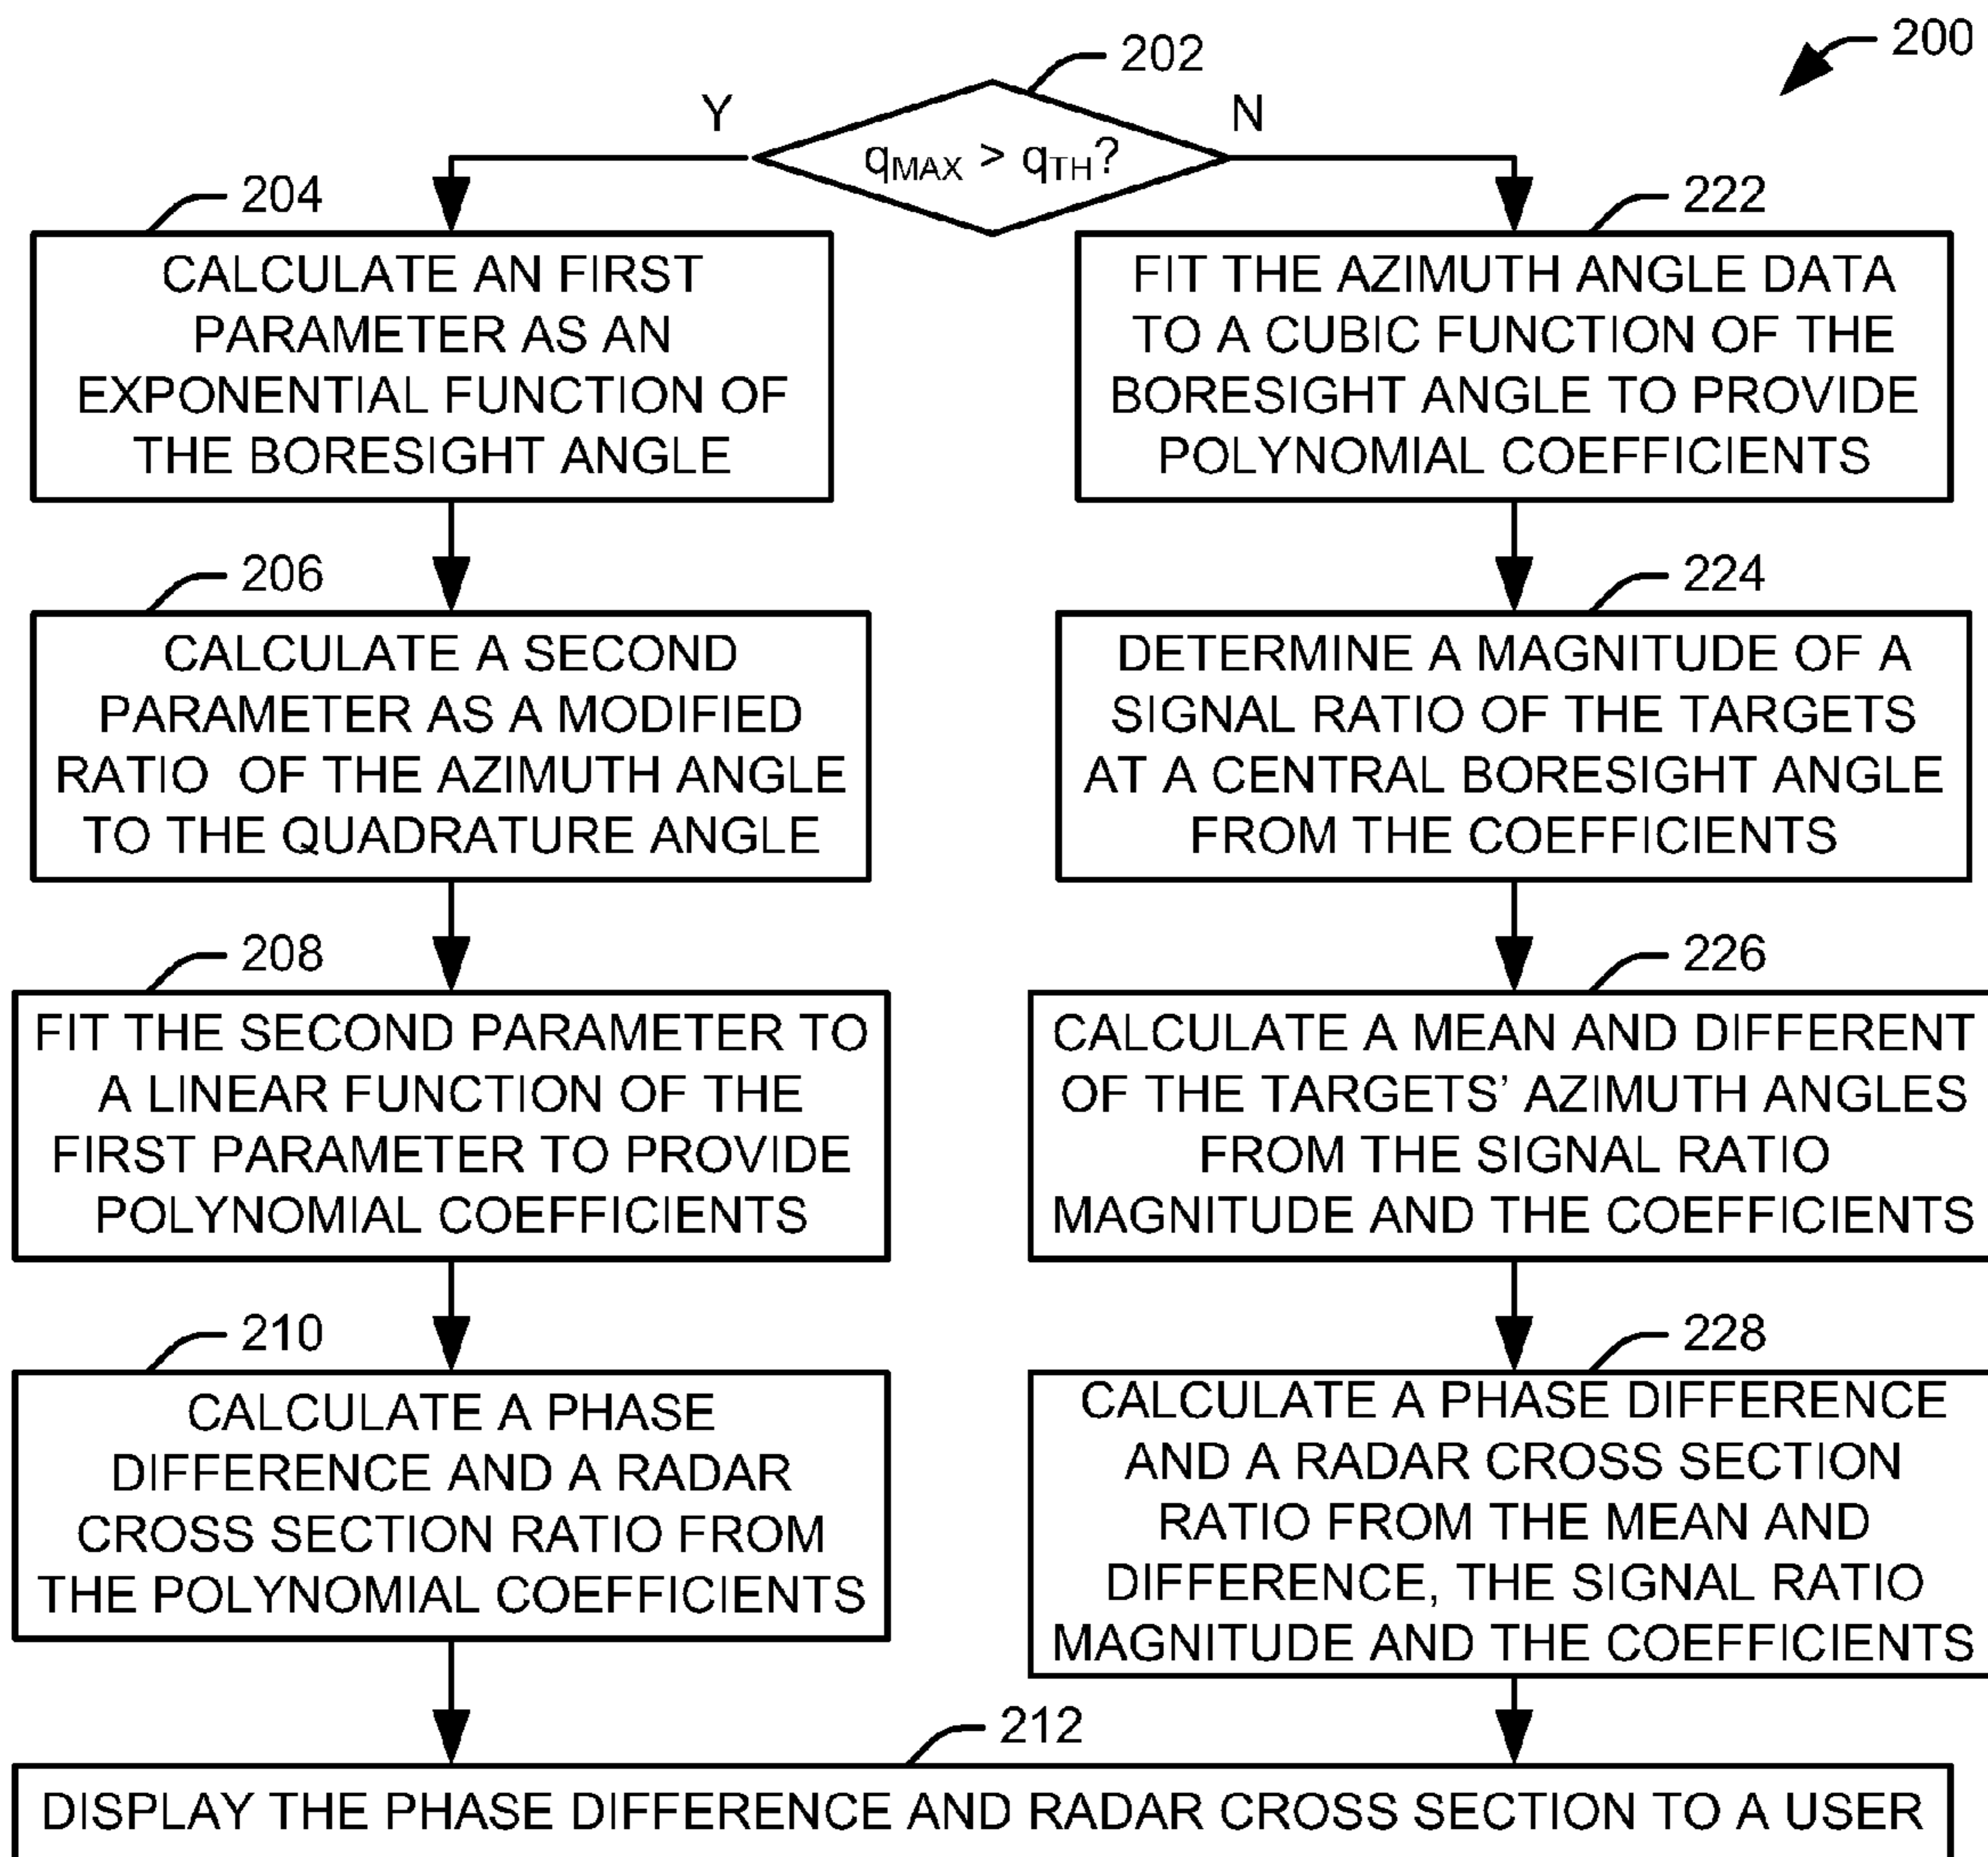 200
202
Y
N
qMAX > qTH?
204
CALCULATE AN FIRST
PARAMETER AS AN
EXPONENTIAL FUNCTION OF
THE BORESIGHT ANGLE
222
FIT THE AZIMUTH ANGLE DATA
TO A CUBIC FUNCTION OF THE
BORESIGHT ANGLE TO PROVIDE
POLYNOMIAL COEFFICIENTS
206
CALCULATE A SECOND
PARAMETER AS A MODIFIED
RATIO OF THE AZIMUTH ANGLE
TO THE QUADRATURE ANGLE
224
DETERMINE A MAGNITUDE OF A
SIGNAL RATIO OF THE TARGETS
AT A CENTRAL BORESIGHT ANGLE
FROM THE COEFFICIENTS
208
FIT THE SECOND PARAMETER TO
A LINEAR FUNCTION OF THE
FIRST PARAMETER TO PROVIDE
POLYNOMIAL COEFFICIENTS
226
CALCULATE A MEAN AND DIFFERENT
OF THE TARGETS’ AZIMUTH ANGLES
FROM THE SIGNAL RATIO
MAGNITUDE AND THE COEFFICIENTS
210
CALCULATE A PHASE
DIFFERENCE AND A RADAR
CROSS SECTION RATIO FROM
THE POLYNOMIAL COEFFICIENTS
228
CALCULATE A PHASE DIFFERENCE
AND A RADAR CROSS SECTION
RATIO FROM THE MEAN AND
DIFFERENCE, THE SIGNAL RATIO
MAGNITUDE AND THE COEFFICIENTS
212
DISPLAY THE PHASE DIFFERENCE AND RADAR CROSS SECTION TO A USER